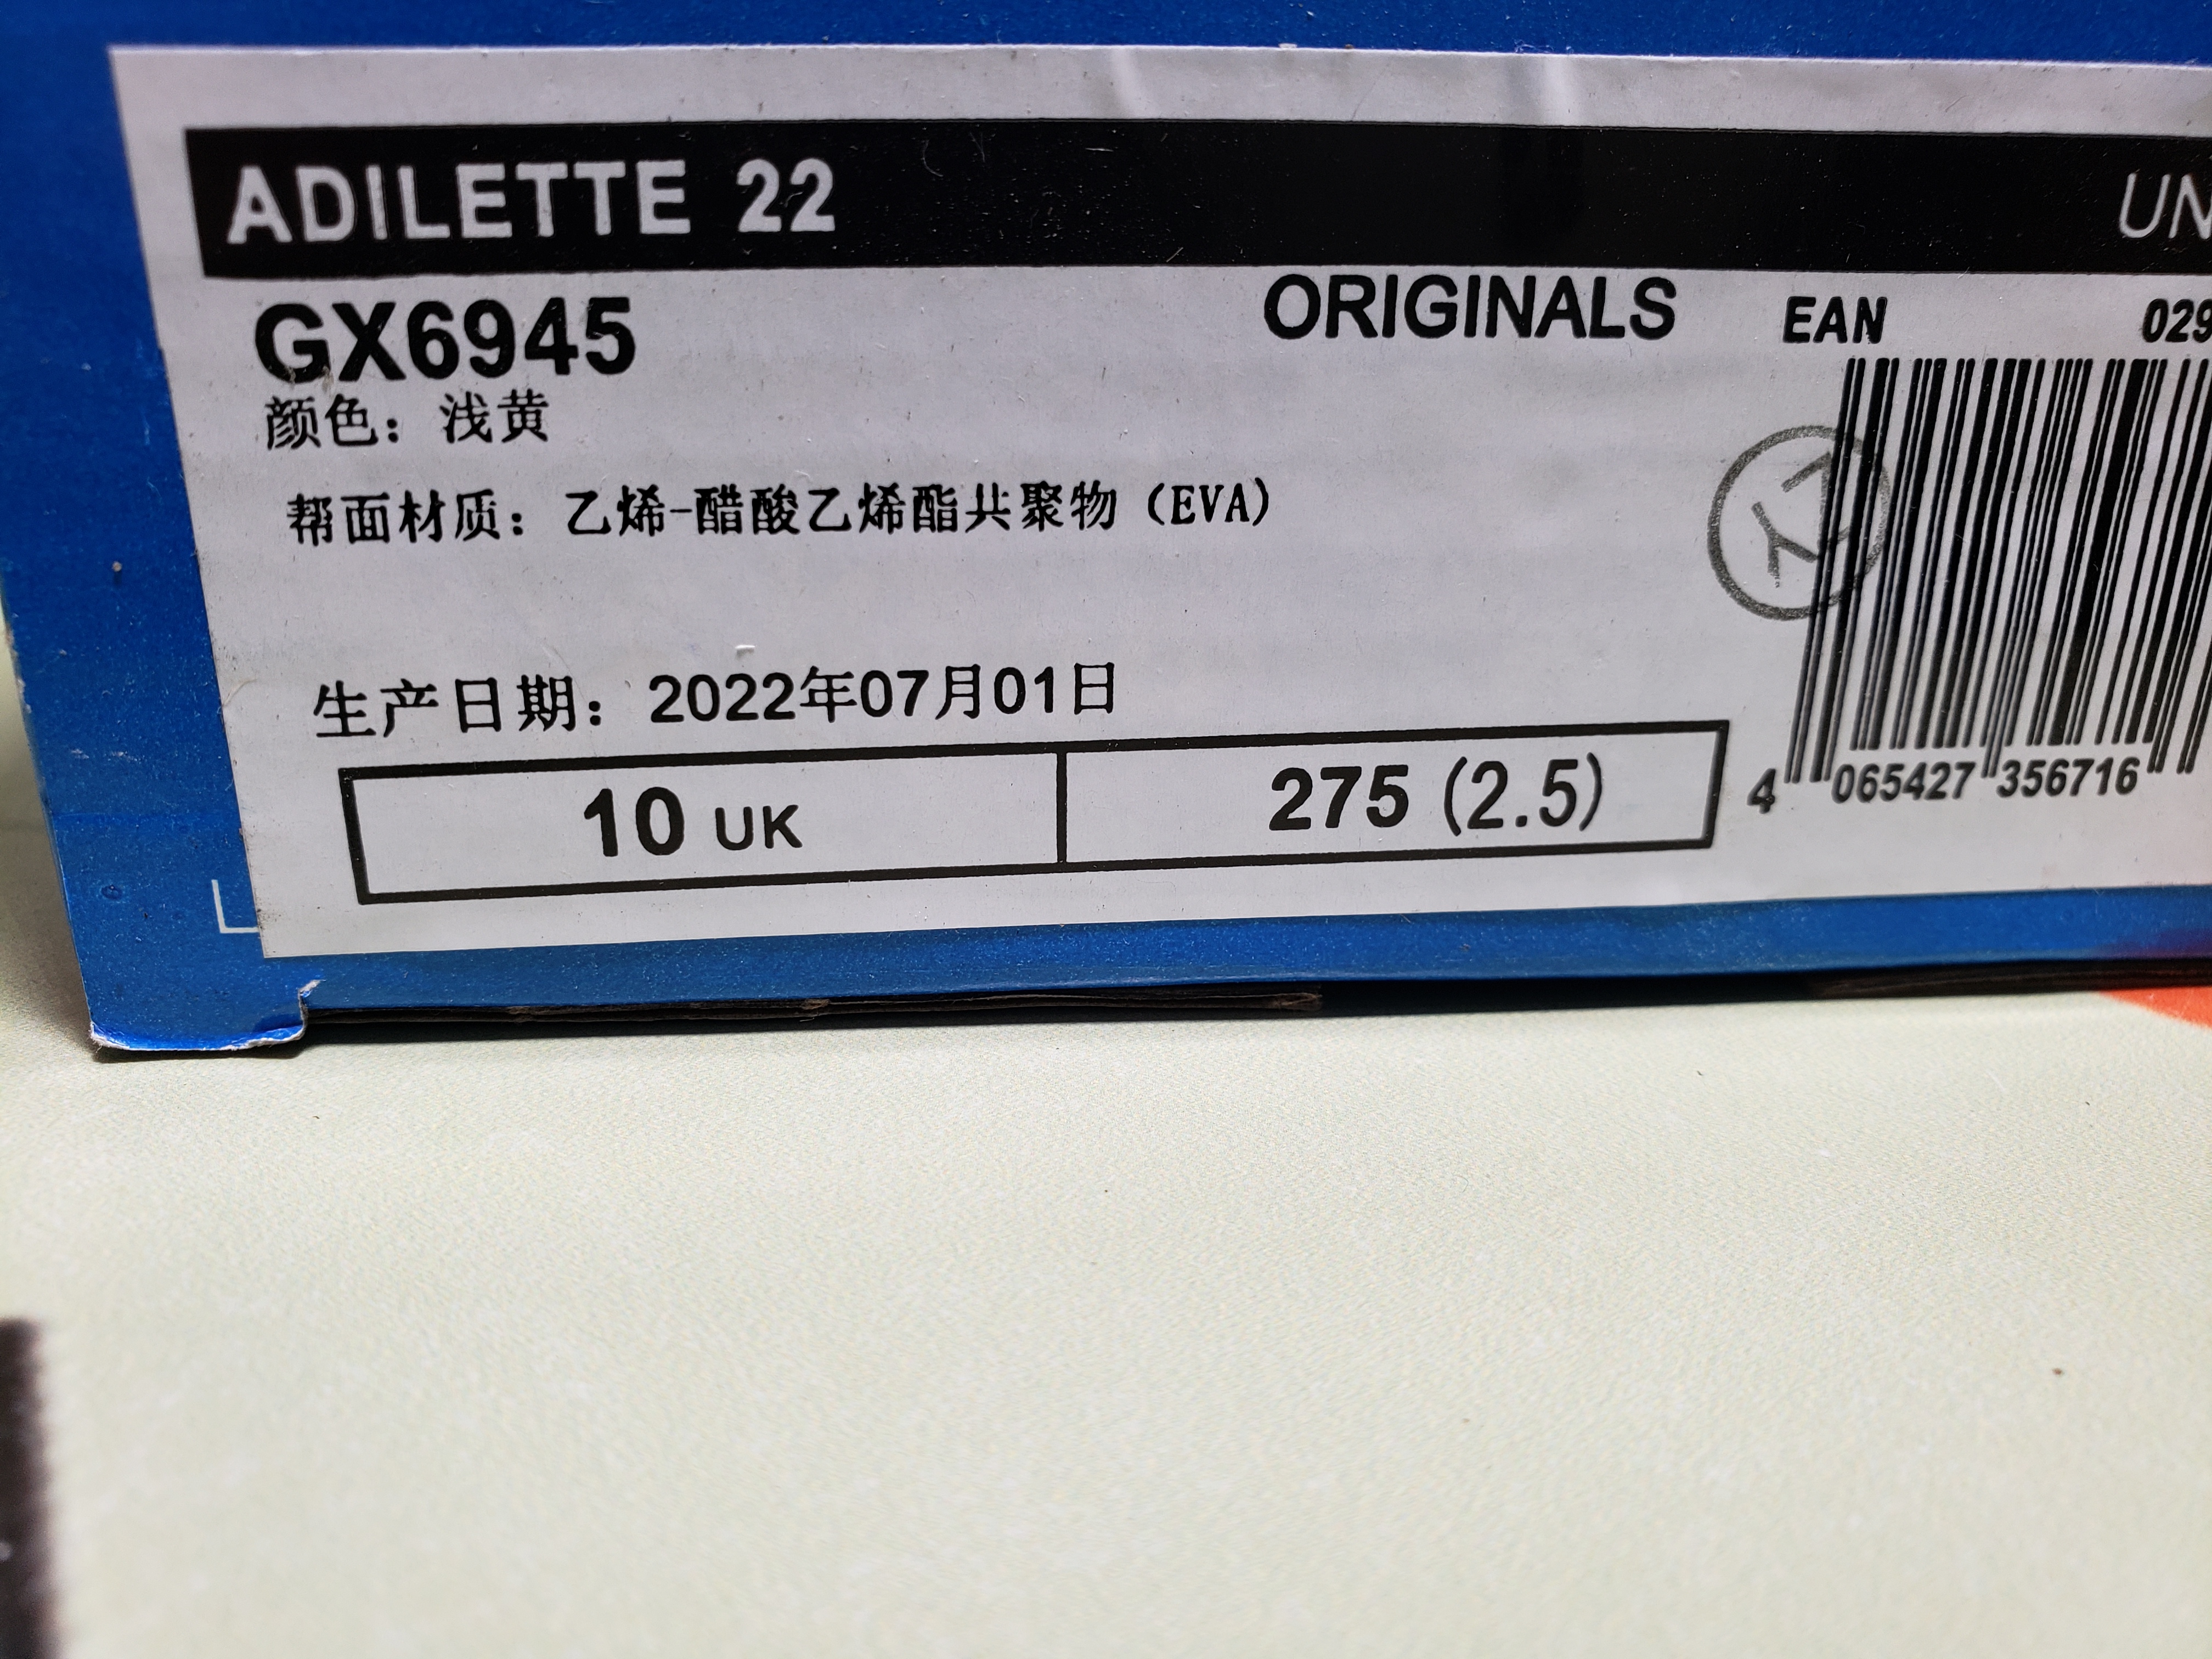 ADILETTE 22
UN
GX6945
ORIGINALS
EAN
029
颜色：浅黄
帮面材质：乙烯-醋酸乙烯酯共聚物（EVA）
生产日期：2022年07月01日
10 UK
275 (2.5)
4 065427 356716